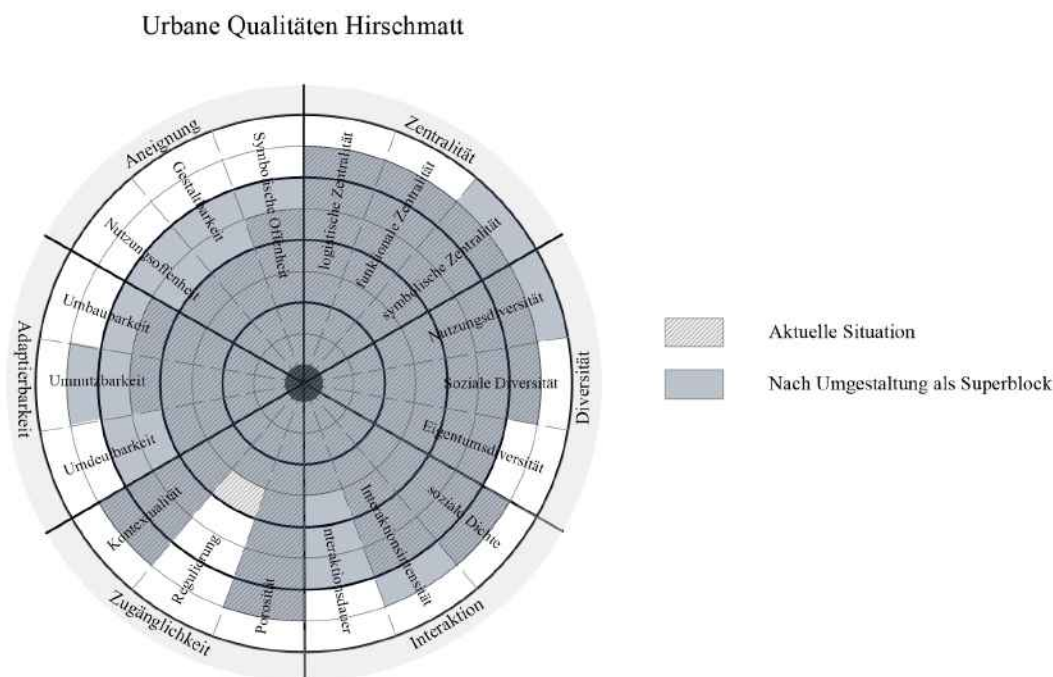 Urbane Qualitäten Hirschmatt
Aneignung
Zentralität
Symbolische Offenheit
Gestaltbarkeit
Nutzungsoffenheit
logistische Zentralität
funktionale Zentralität
symbolische Zentralität
Adaptierbarkeit
Umbaubarkeit
Umnutzbarkeit
Umdeutbarkeit
Nutzungsdiversität
Soziale Diversität
Eigentumsdiversität
Diversität
Aktuelle Situation
Nach Umgestaltung als Superblock
Kontextualität
Regulierung
Porosität
nteraktionsdauer
Interaktionsintensität
soziale Dichte
Zugänglichkeit
Interaktion